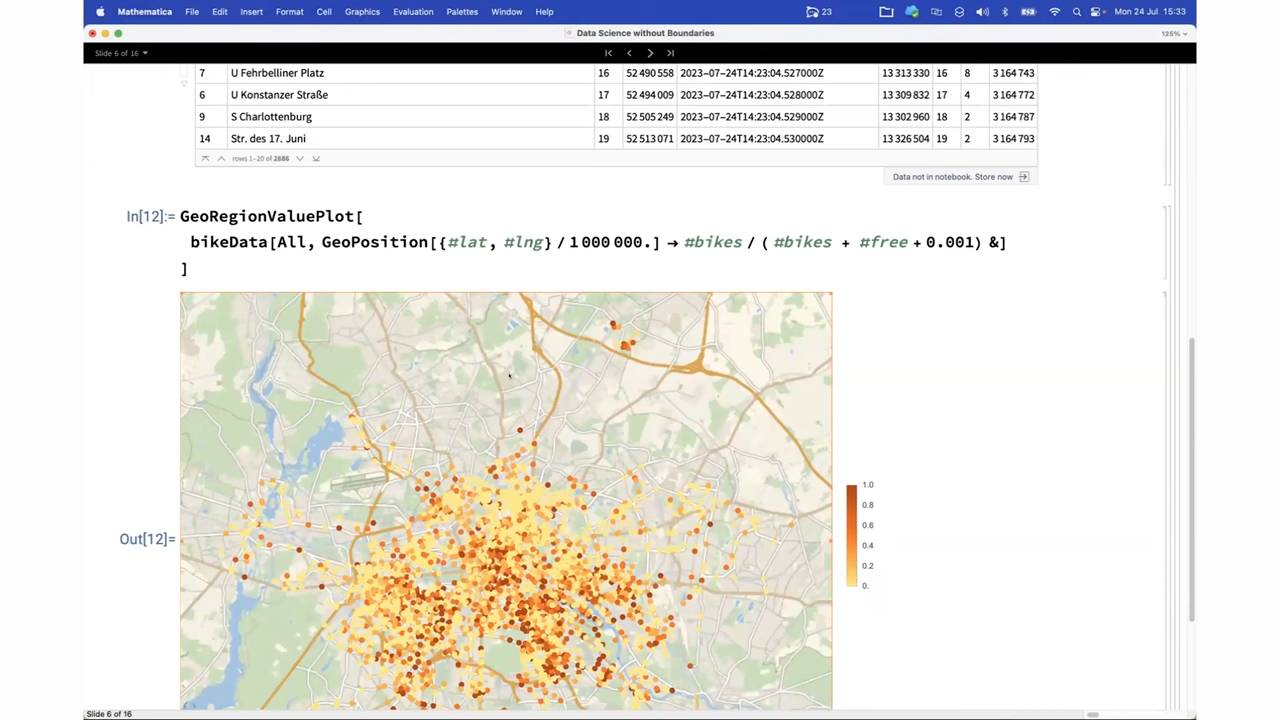 Mathematica File Edit Insert Format Cell Graphics Evaluation Palettes Window Help 23 Mon 24 Jul 15:33
Data Science without Boundaries 125%
Slide 6 of 16
7 U Fehrbelliner Platz 16 52 490 558 2023-07-24T14:23:04.527000Z 13 313 330 16 8 3 164 743
6 U Konstanzer Straße 17 52 494 009 2023-07-24T14:23:04.528000Z 13 309 832 17 4 3 164 772
9 S Charlottenburg 18 52 505 249 2023-07-24T14:23:04.529000Z 13 302 960 18 2 3 164 787
14 Str. des 17. Juni 19 52 513 071 2023-07-24T14:23:04.530000Z 13 326 504 19 2 3 164 793
rows 1–20 of 2886
Data not in notebook. Store now
In[12]:= GeoRegionValuePlot[
bikeData[All, GeoPosition[{#lat, #lng} / 1 000 000.] → #bikes / ( #bikes + #free + 0.001) &]
]
Out[12]=
1.0
0.8
0.6
0.4
0.2
0.
Slide 6 of 16